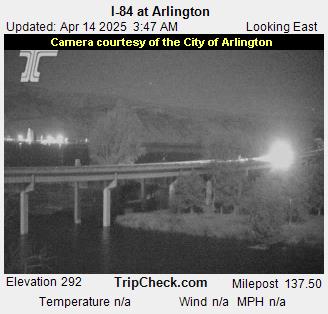 I-84 at Arlington
Updated: Apr 14 2025 3:47 AM Looking East
Camera courtesy of the City of Arlington
Elevation 292 TripCheck.com Milepost 137.50
Temperature n/a Wind n/a MPH n/a